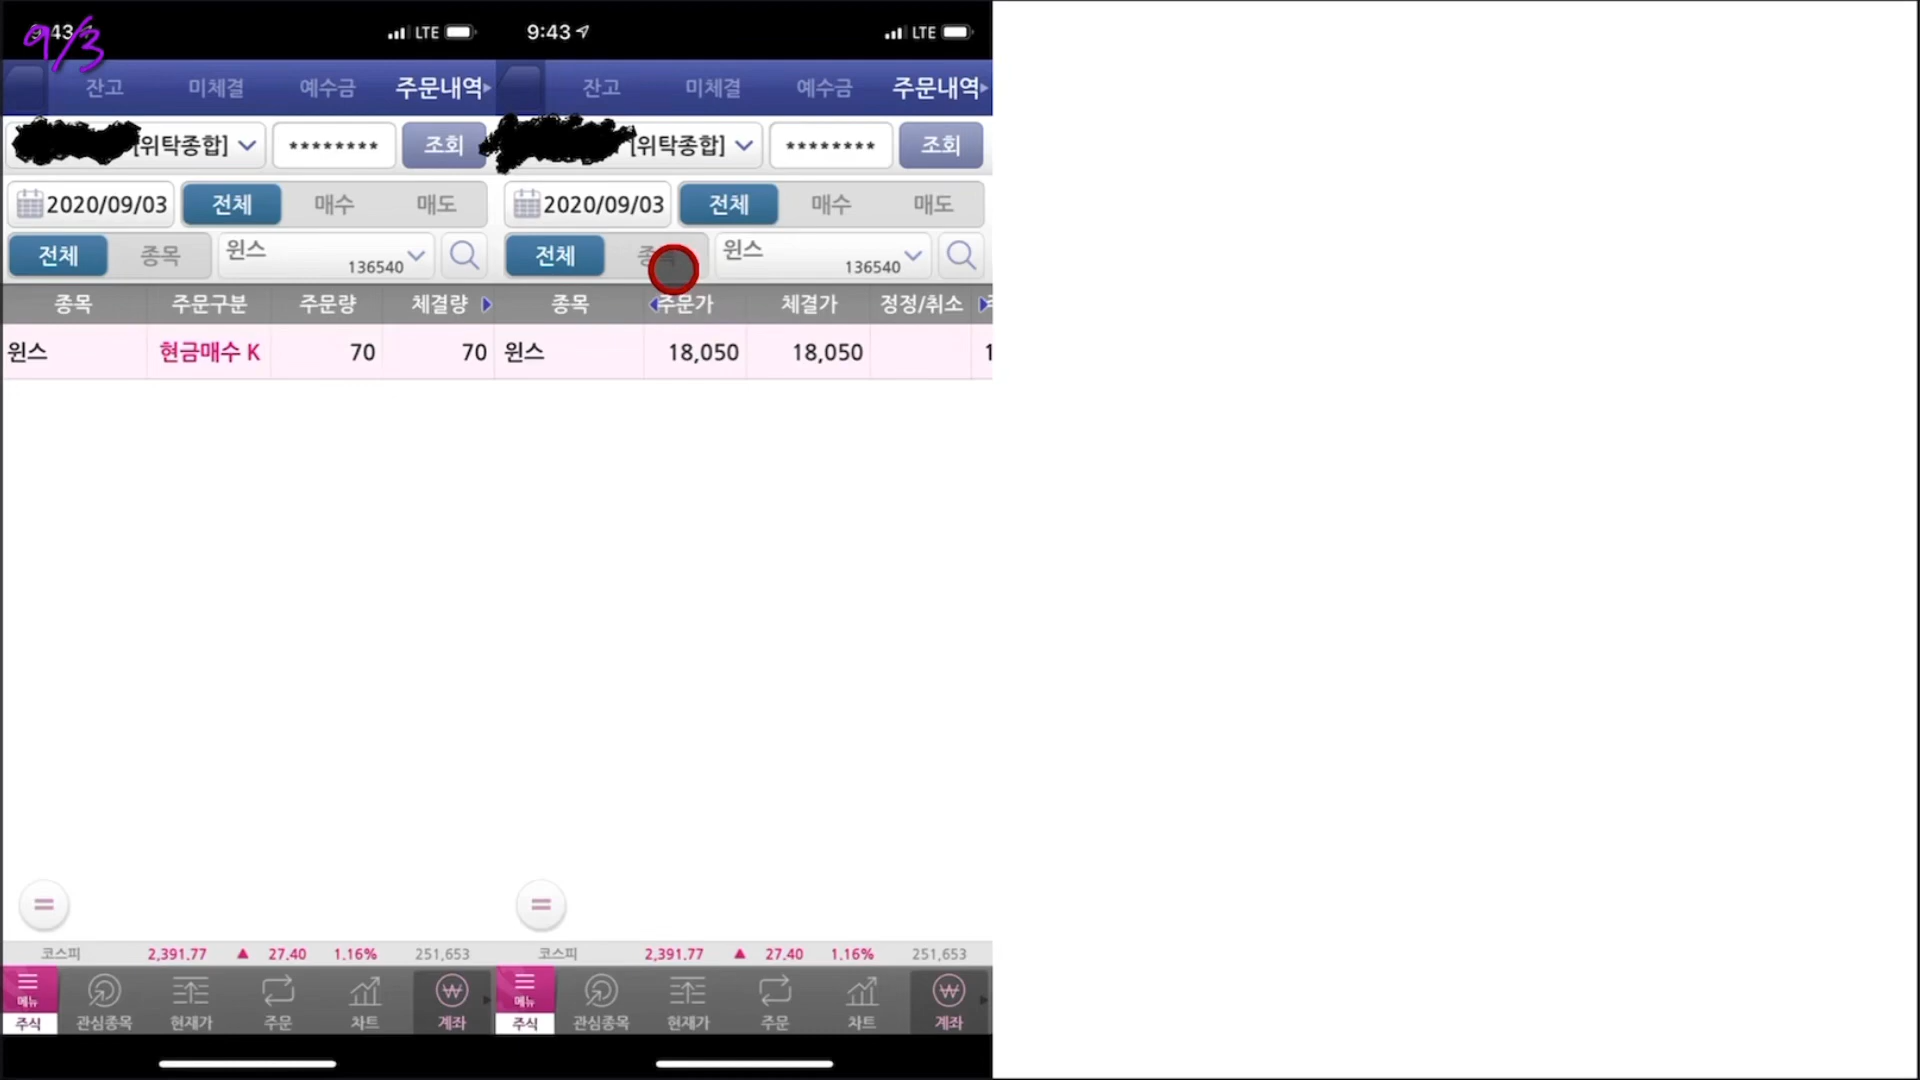 9/3
9:43 LTE
잔고 미체결 예수금 주문내역
[위탁종합] ******** 조회
2020/09/03 전체 매수 매도
전체 종목 윈스 136540
종목 주문구분 주문량 체결량
윈스 현금매수 K 70 70
코스피 2,391.77 ▲ 27.40 1.16% 251,653
메뉴
주식 관심종목 현재가 주문 차트 계좌
9:43 LTE
잔고 미체결 예수금 주문내역
[위탁종합] ******** 조회
2020/09/03 전체 매수 매도
전체 윈스 136540
종목 주문가 체결가 정정/취소
윈스 18,050 18,050
코스피 2,391.77 ▲ 27.40 1.16% 251,653
메뉴
주식 관심종목 현재가 주문 차트 계좌